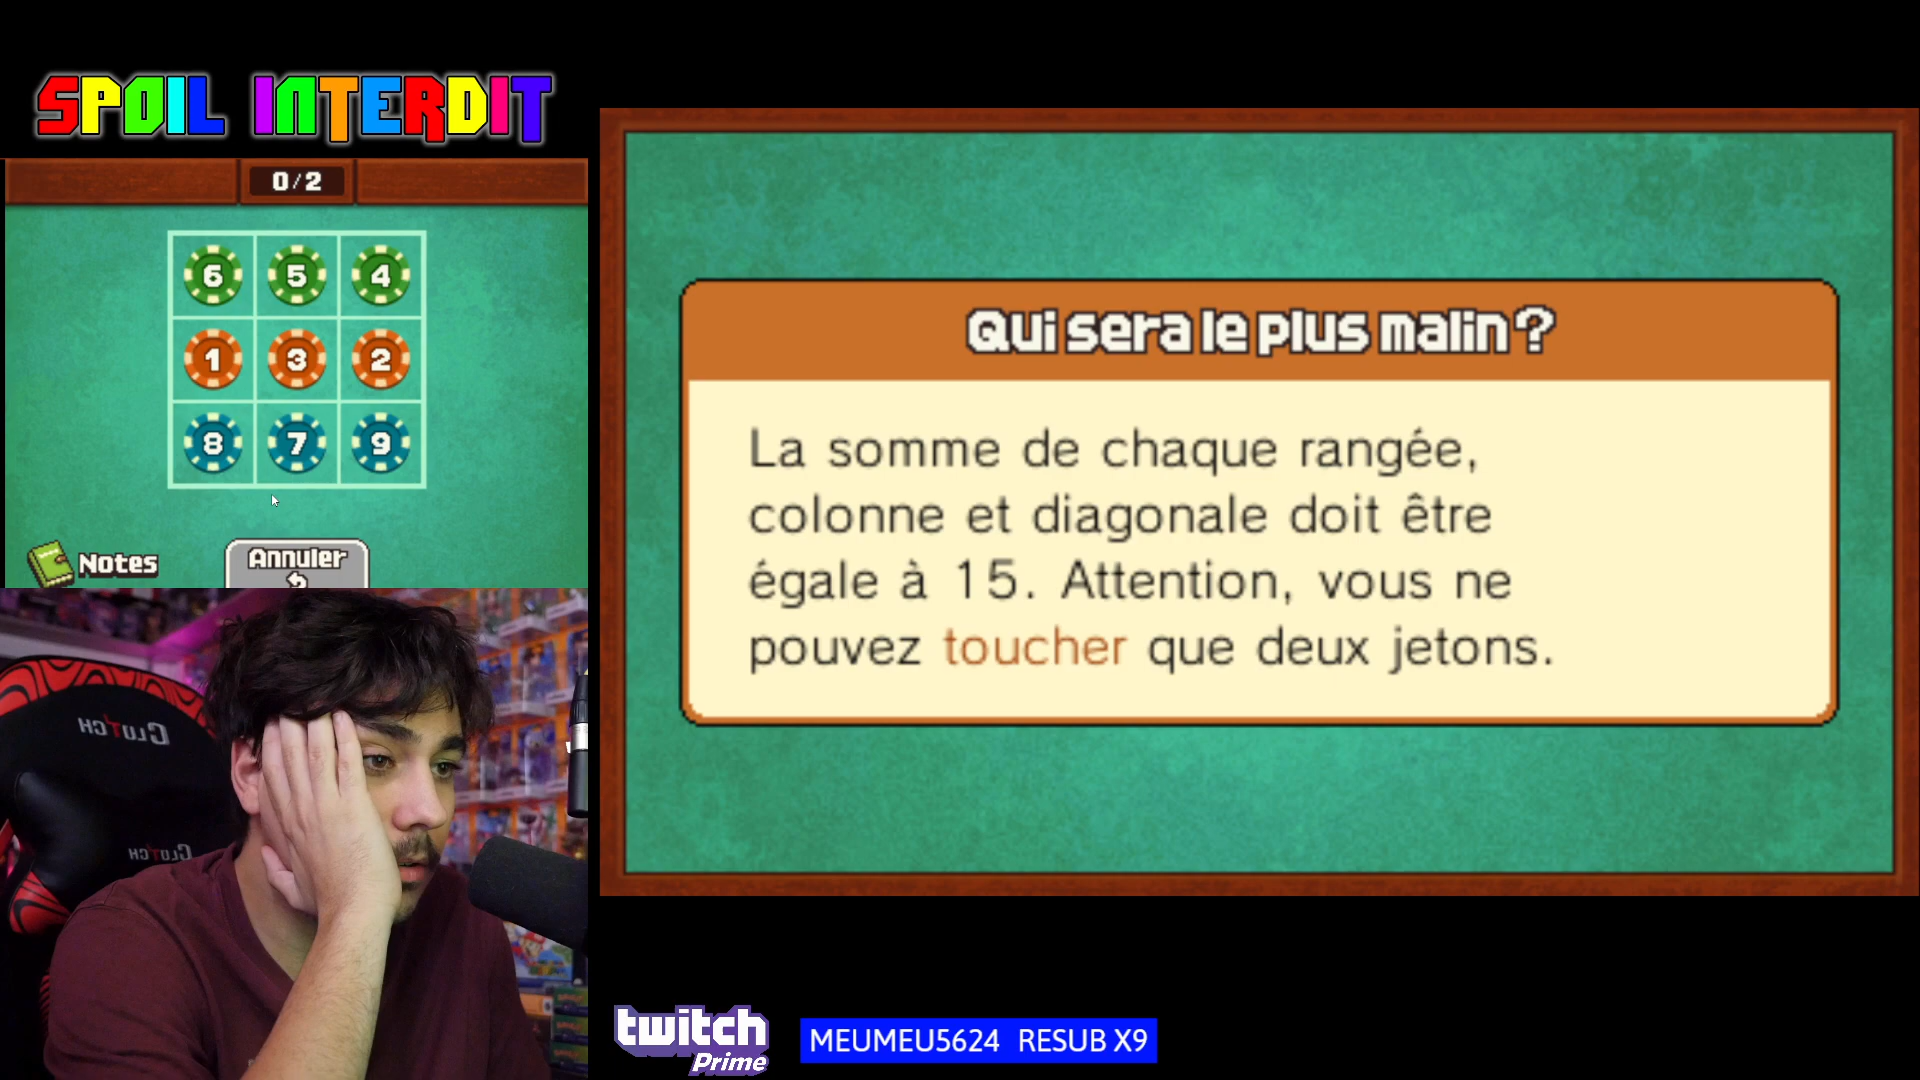 SPOIL INTERDIT
0/2
6 5 4
1 3 2
8 7 9
Notes
Annuler
Qui sera le plus malin ?
La somme de chaque rangée,
colonne et diagonale doit être
égale à 15. Attention, vous ne
pouvez toucher que deux jetons.
CLUTCH
CLUTCH
twitch
Prime
MEUMEU5624 RESUB X9